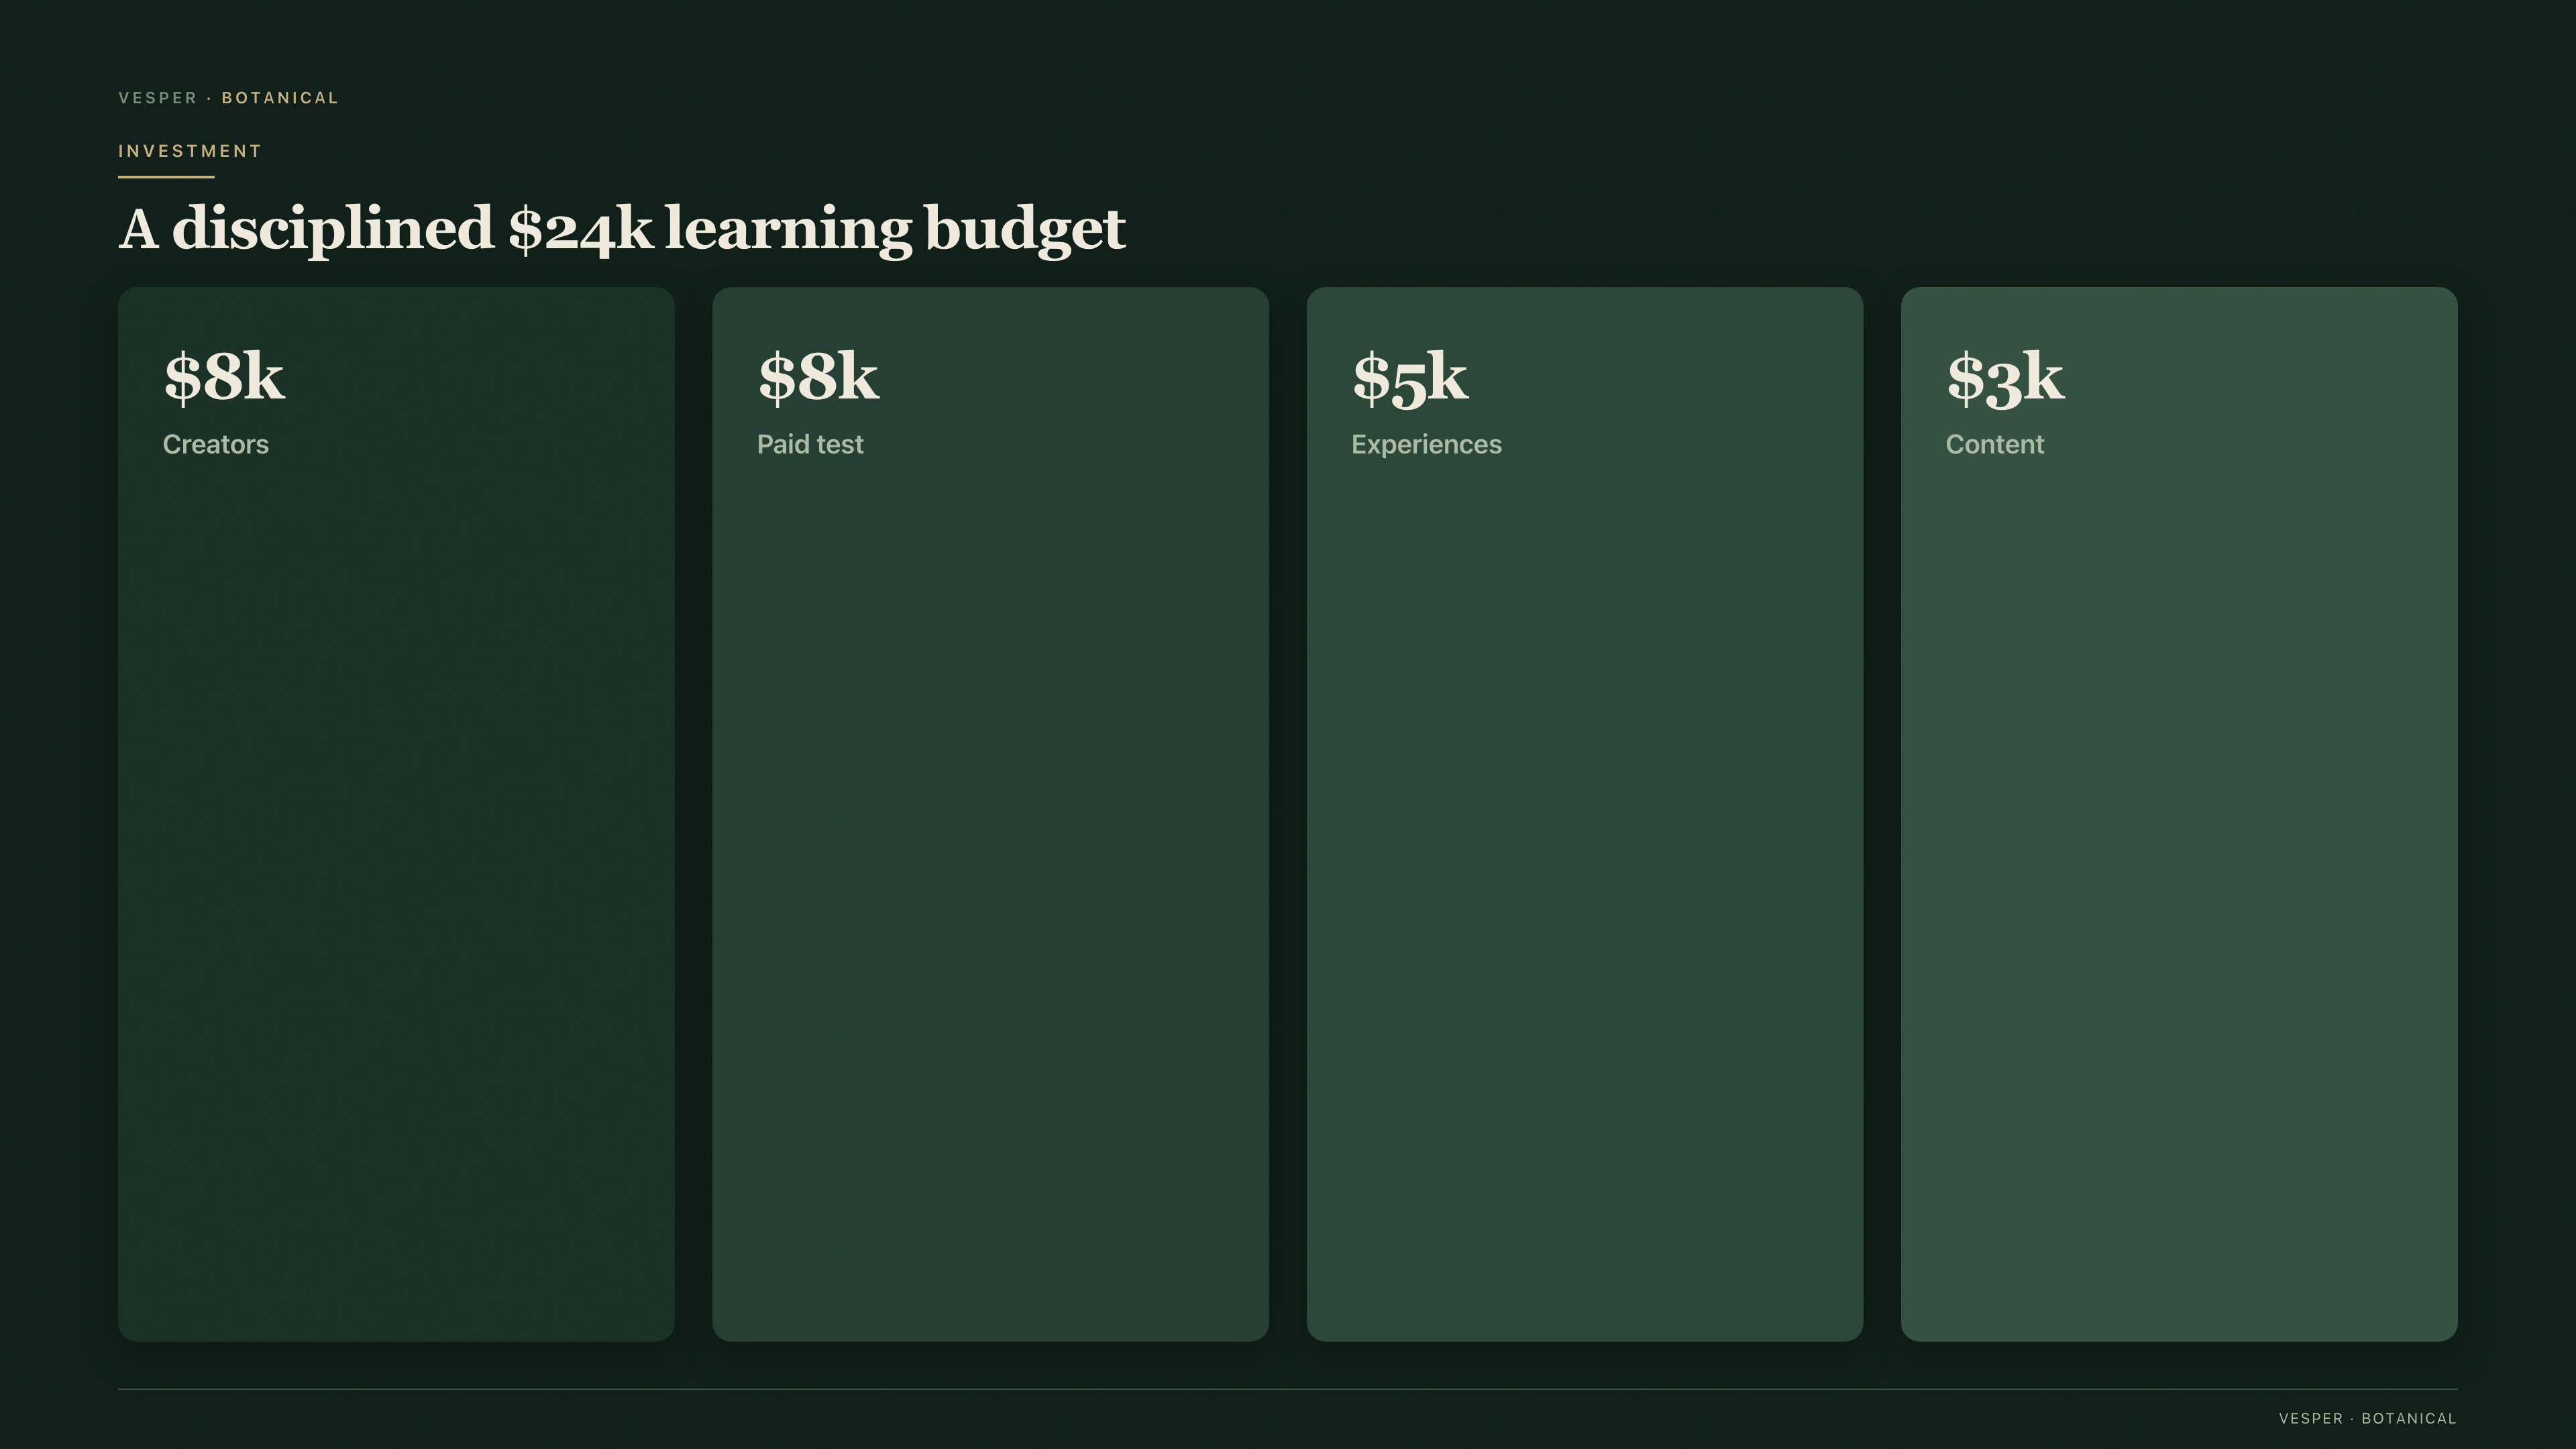 VESPER · BOTANICAL
INVESTMENT
A disciplined $24k learning budget
$8k
Creators
$8k
Paid test
$5k
Experiences
$3k
Content
VESPER · BOTANICAL